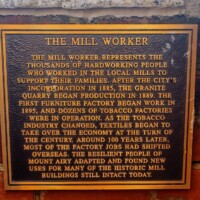 THE MILL WORKER
THE MILL WORKER REPRESENTS THE
THOUSANDS OF HARDWORKING PEOPLE
WHO WORKED IN THE LOCAL MILLS TO
SUPPORT THEIR FAMILIES. AFTER THE CITY'S
INCORPORATION IN 1885, THE GRANITE
QUARRY BEGAN PRODUCTION IN 1889. THE
FIRST FURNITURE FACTORY BEGAN WORK IN
1895, AND DOZENS OF TOBACCO FACTORIES
WERE IN OPERATION. AS THE TOBACCO
INDUSTRY CHANGED, TEXTILES BEGAN TO
TAKE OVER THE ECONOMY AT THE TURN OF
THE CENTURY. AROUND 100 YEARS LATER,
MOST OF THE FACTORY JOBS HAD SHIFTED
OVERSEAS. THE RESILIENT PEOPLE OF
MOUNT AIRY ADAPTED AND FOUND NEW
USES FOR MANY OF THE HISTORIC MILL
BUILDINGS STILL INTACT TODAY.